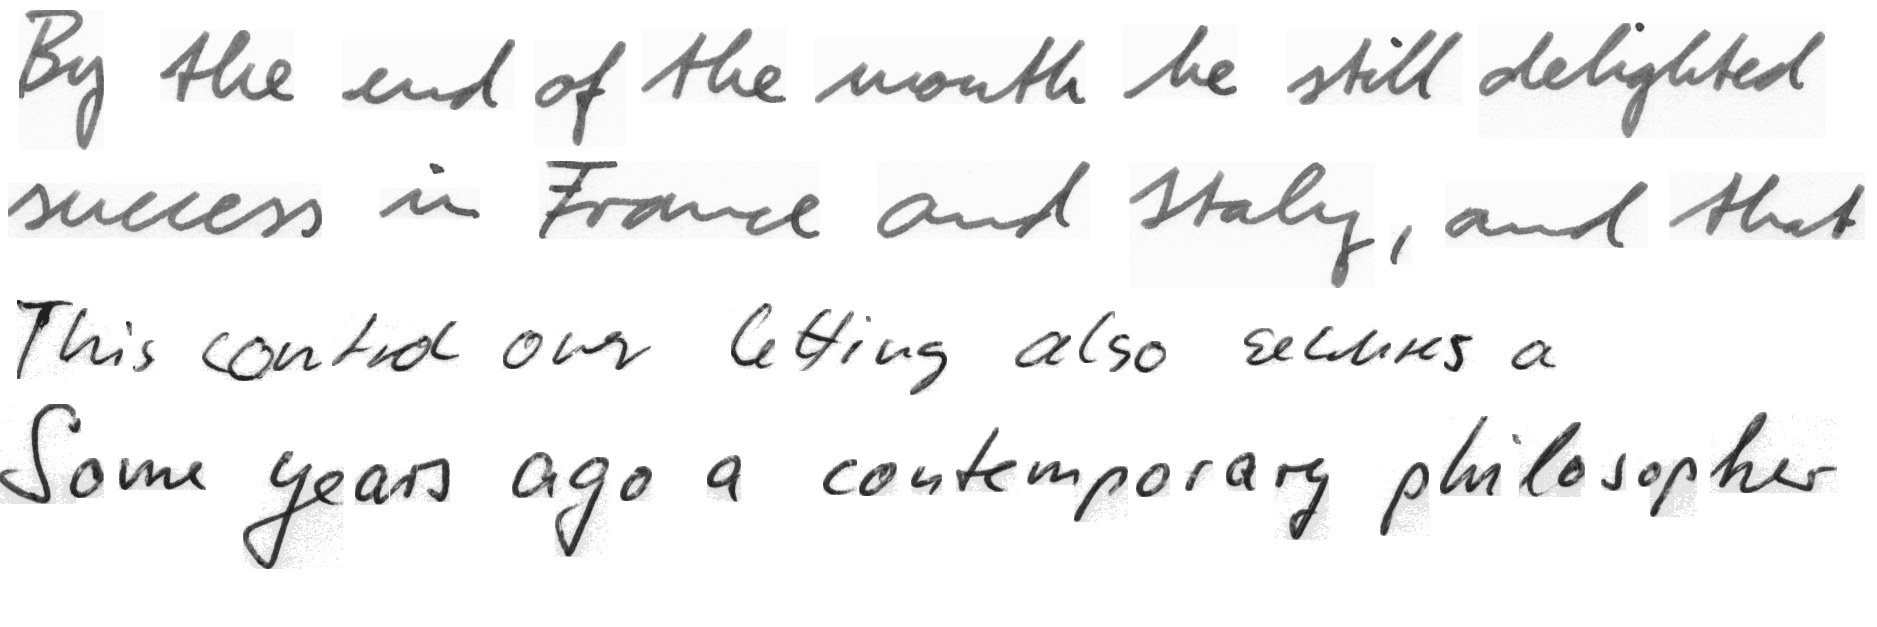 By the end of the month he still delighted
success in France and Italy, and that
This control over letting also secures a
Some years ago a contemporary philosopher